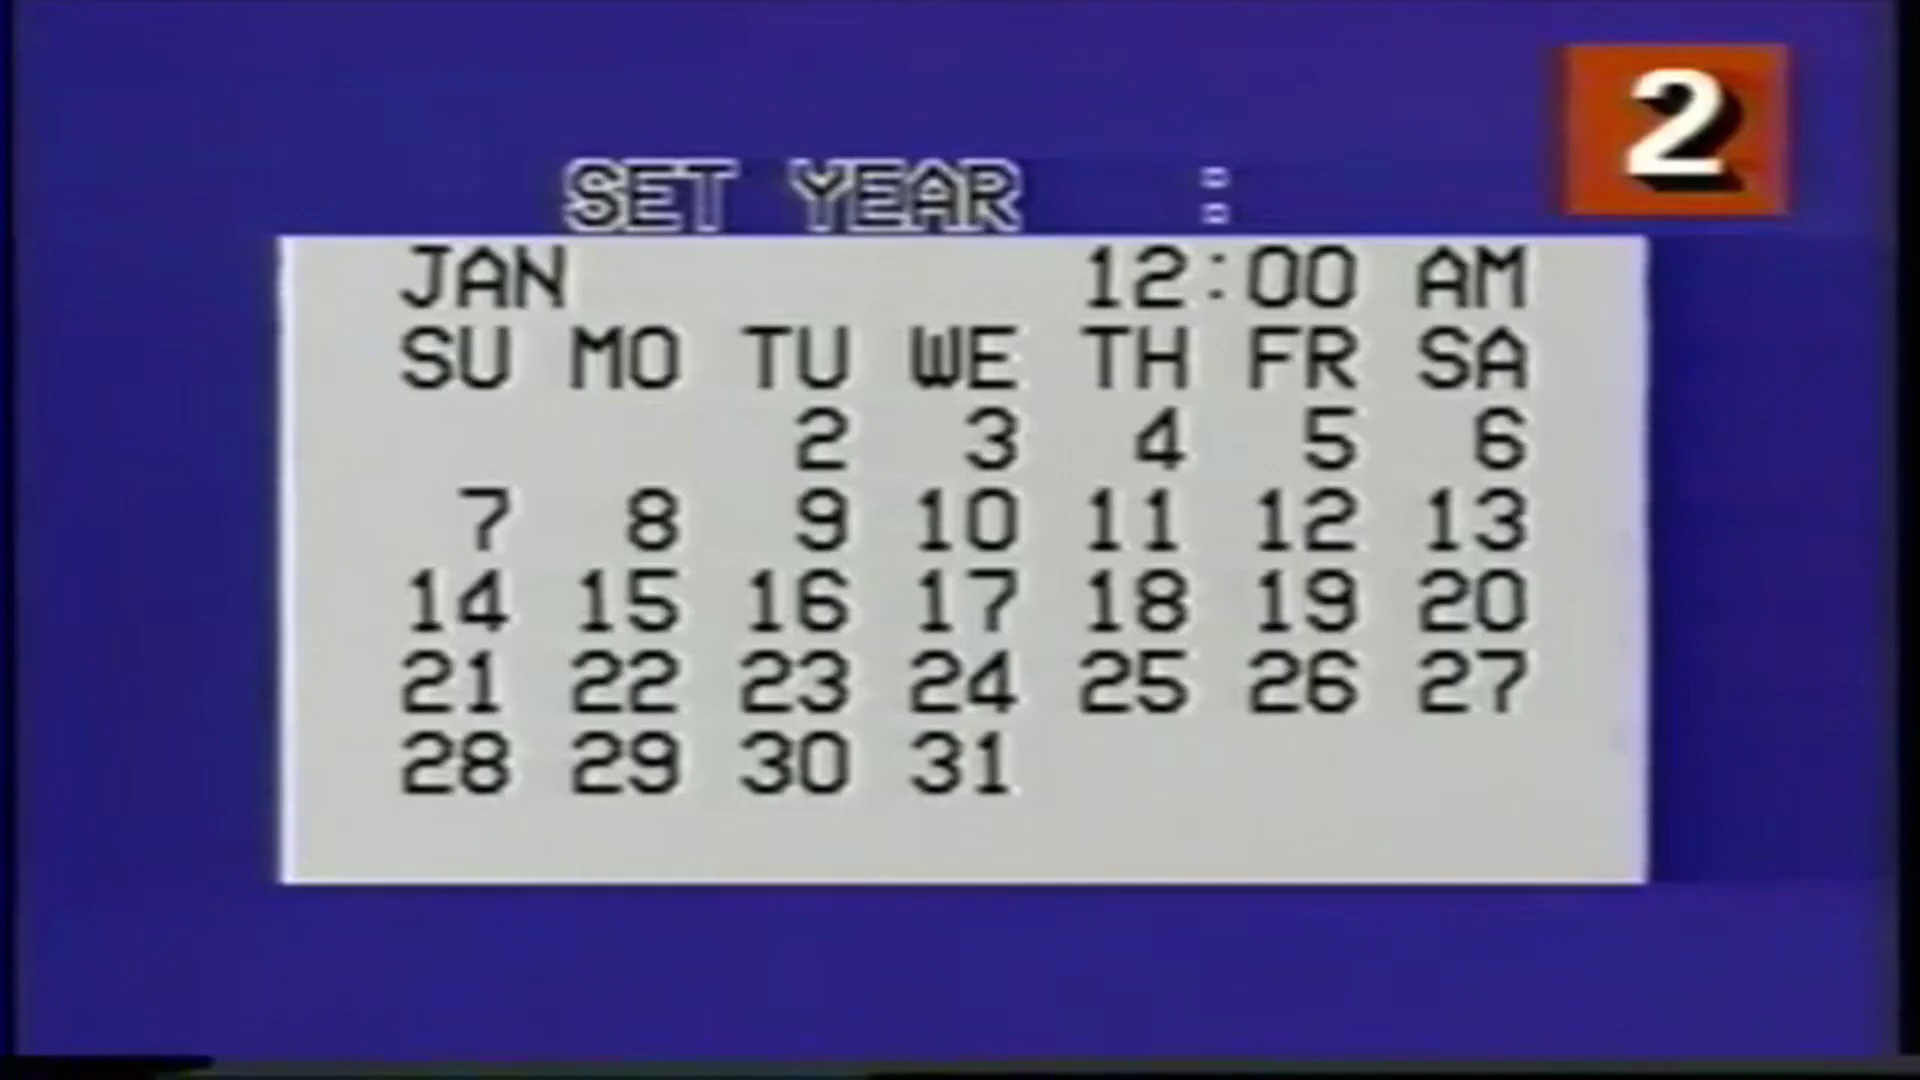 2
SET YEAR :
JAN 12:00 AM
SU MO TU WE TH FR SA
2 3 4 5 6
7 8 9 10 11 12 13
14 15 16 17 18 19 20
21 22 23 24 25 26 27
28 29 30 31